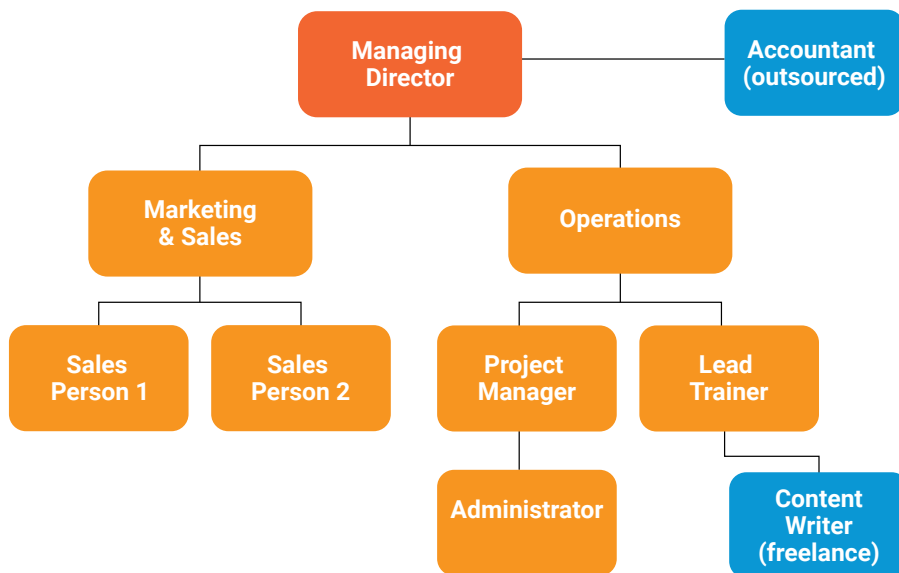 Managing
Director
Accountant
(outsourced)
Marketing
& Sales
Operations
Sales
Person 1
Sales
Person 2
Project
Manager
Lead
Trainer
Administrator
Content
Writer
(freelance)